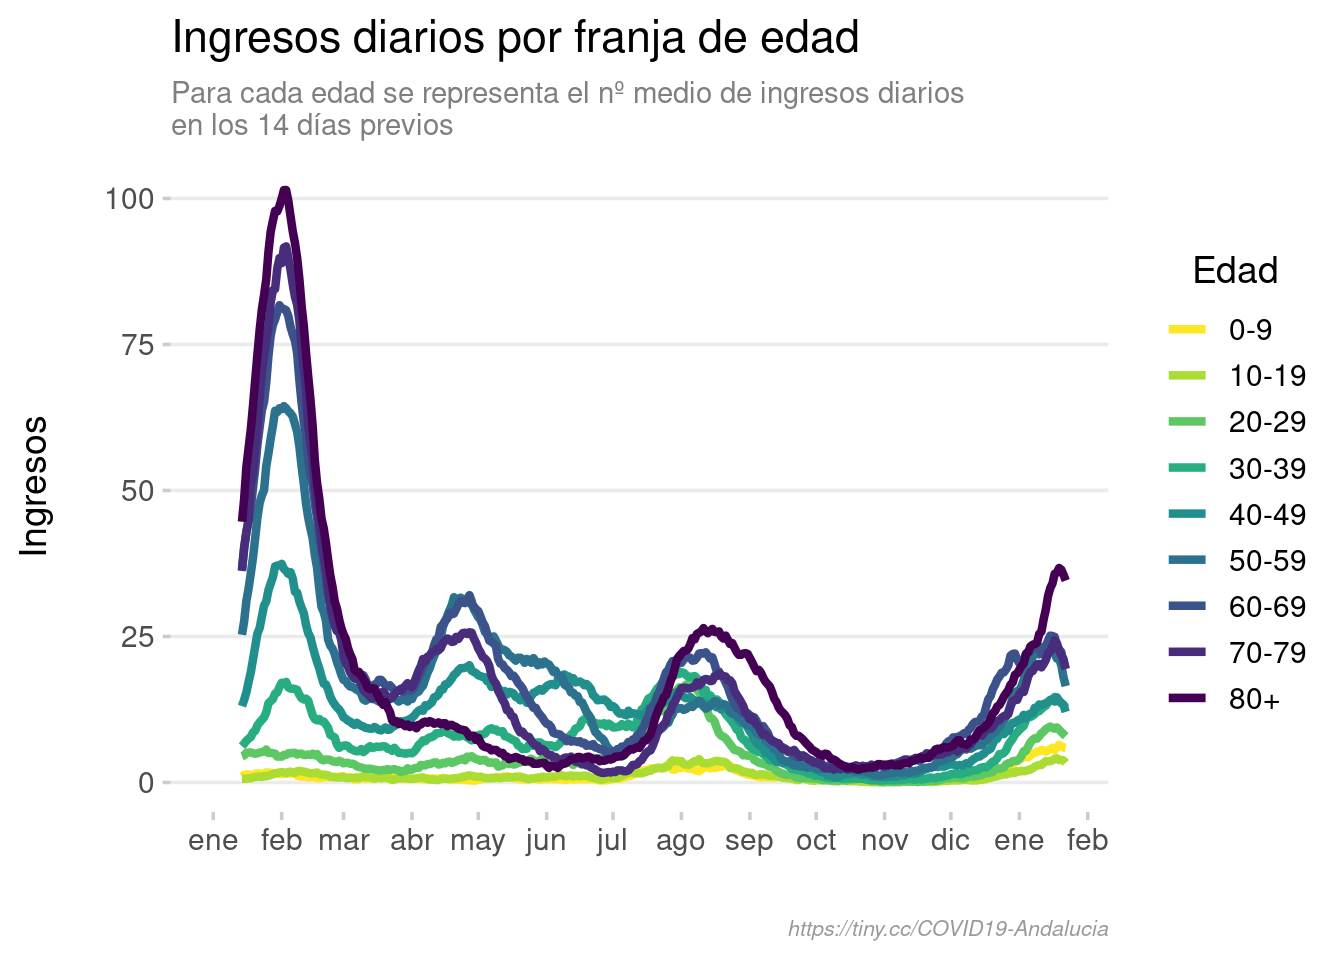 Ingresos diarios por franja de edad
Para cada edad se representa el nº medio de ingresos diarios
en los 14 días previos
Ingresos
100
75
50
25
0
ene feb mar abr may jun jul ago sep oct nov dic ene feb
Edad
0-9
10-19
20-29
30-39
40-49
50-59
60-69
70-79
80+
https://tiny.cc/COVID19-Andalucia